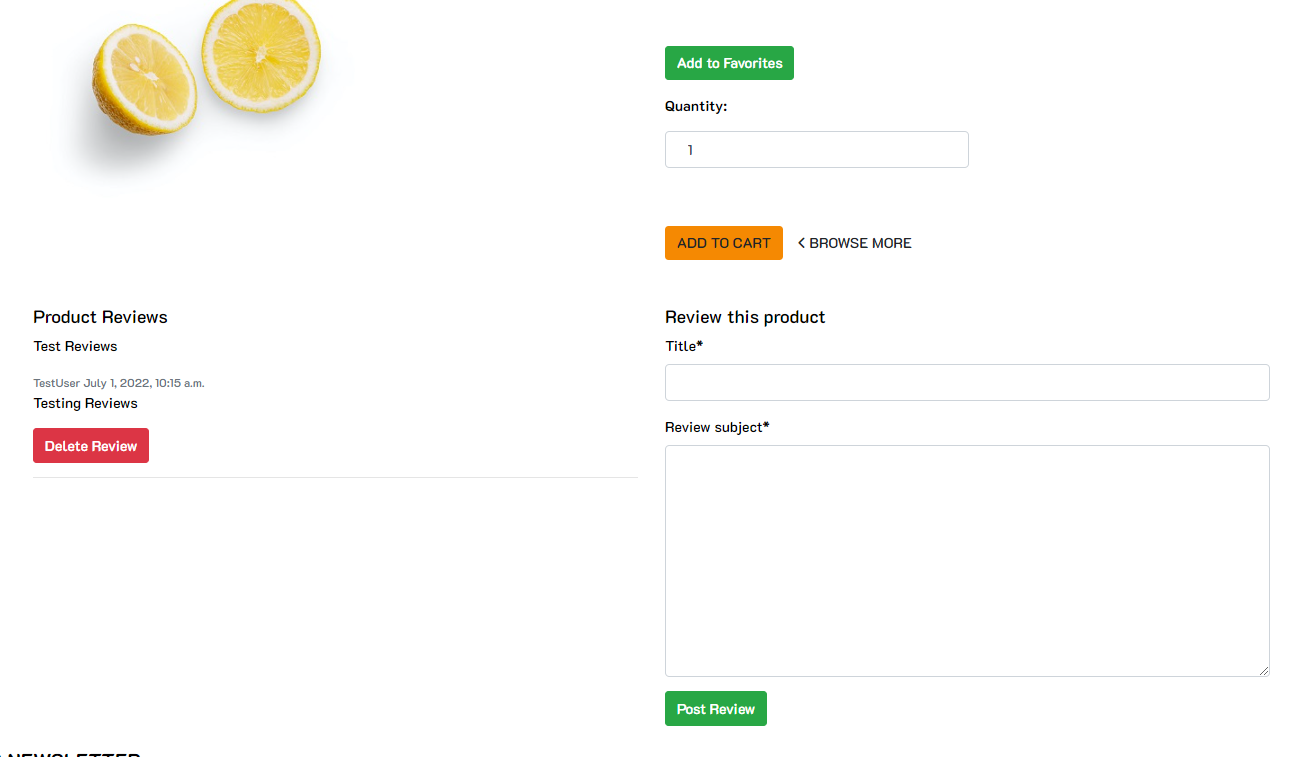 Add to Favorites
Quantity:
1
ADD TO CART
BROWSE MORE
Product Reviews
Test Reviews
TestUser July 1, 2022, 10:15 a.m.
Testing Reviews
Delete Review
Review this product
Title*
Review subject*
Post Review
NEWSLETTER